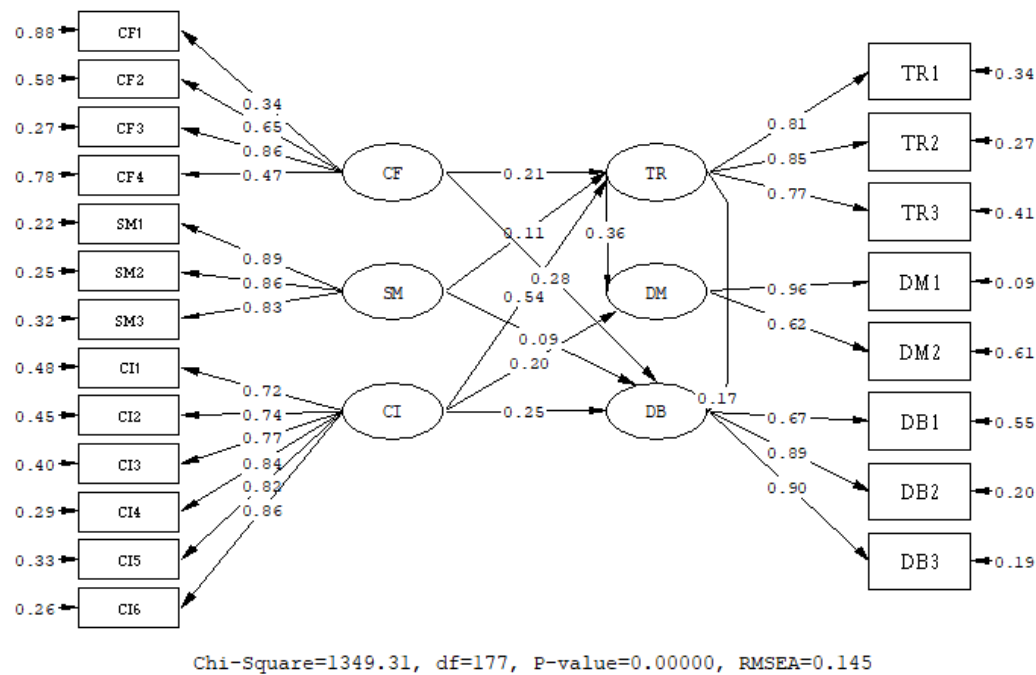 0.88 CF1
0.58 CF2
0.27 CF3
0.78 CF4
0.22 SM1
0.25 SM2
0.32 SM3
0.48 CI1
0.45 CI2
0.40 CI3
0.29 CI4
0.33 CI5
0.26 CI6
0.34
0.65
0.86
0.47
0.89
0.86
0.83
0.72
0.74
0.77
0.84
0.82
0.86
CF
SM
CI
0.21
0.11
0.36
0.28
0.54
0.09
0.20
0.25
0.17
TR
DM
DB
0.81
0.85
0.77
0.96
0.62
0.67
0.89
0.90
TR1 0.34
TR2 0.27
TR3 0.41
DM1 0.09
DM2 0.61
DB1 0.55
DB2 0.20
DB3 0.19
Chi-Square=1349.31, df=177, P-value=0.00000, RMSEA=0.145